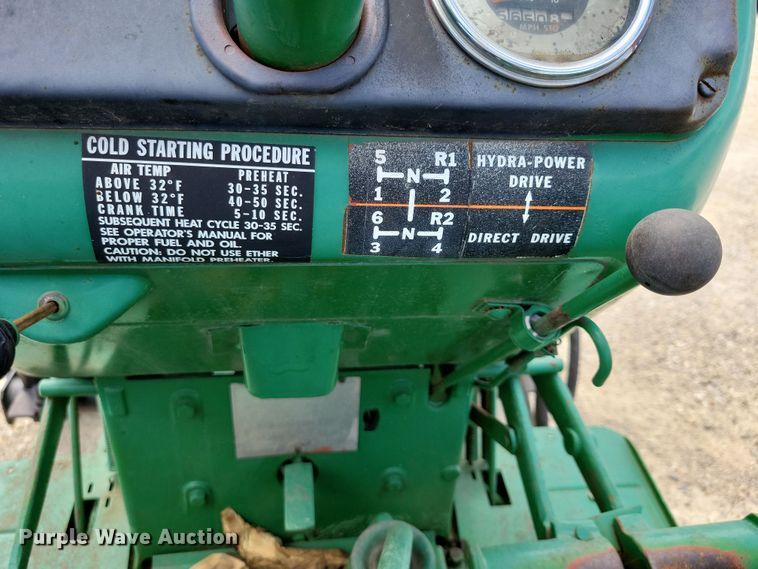 MPH STD
COLD STARTING PROCEDURE
AIR TEMP PREHEAT
ABOVE 32°F 30-35 SEC.
BELOW 32°F 40-50 SEC.
CRANK TIME 5-10 SEC.
SUBSEQUENT HEAT CYCLE 30-35 SEC.
SEE OPERATOR'S MANUAL FOR
PROPER FUEL AND OIL.
CAUTION: DO NOT USE ETHER
WITH MANIFOLD PREHEATER.
5 R1
N
1 2
6 R2
N
3 4
HYDRA-POWER
DRIVE
DIRECT DRIVE
Purple Wave Auction